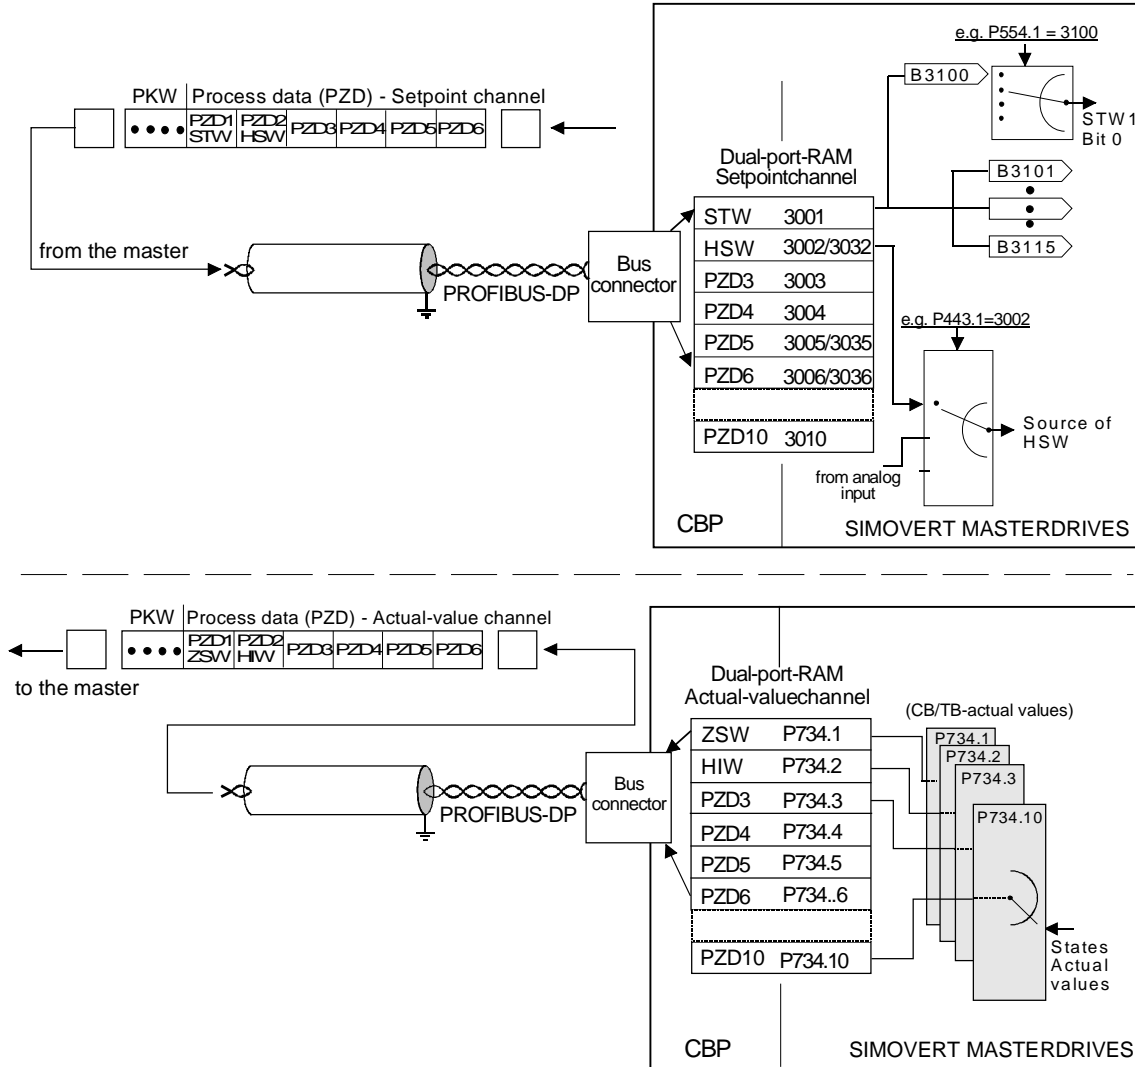 e.g. P554.1 = 3100
B3100
STW1
Bit 0
PKW Process data (PZD) - Setpoint channel
PZD1 STW PZD2 HSW PZD3 PZD4 PZD5 PZD6
Dual-port-RAM
Setpointchannel
B3101
B3115
STW 3001
HSW 3002/3032
PZD3 3003
PZD4 3004
PZD5 3005/3035
PZD6 3006/3036
PZD10 3010
from the master
PROFIBUS-DP
Bus
connector
e.g. P443.1=3002
Source of
HSW
from analog
input
CBP
SIMOVERT MASTERDRIVES
PKW Process data (PZD) - Actual-value channel
PZD1 ZSW PZD2 HIW PZD3 PZD4 PZD5 PZD6
to the master
Dual-port-RAM
Actual-valuechannel
ZSW P734.1
HIW P734.2
PZD3 P734.3
PZD4 P734.4
PZD5 P734.5
PZD6 P734..6
PZD10 P734.10
PROFIBUS-DP
Bus
connector
(CB/TB-actual values)
P734.1
P734.2
P734.3
P734.10
States
Actual
values
CBP
SIMOVERT MASTERDRIVES